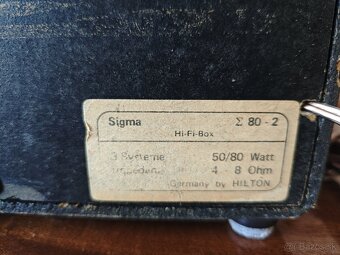 Sigma Σ 80 - 2
Hi-Fi-Box
3 Systeme 50/80 Watt
4 - 8 Ohm
Germany by HILTON